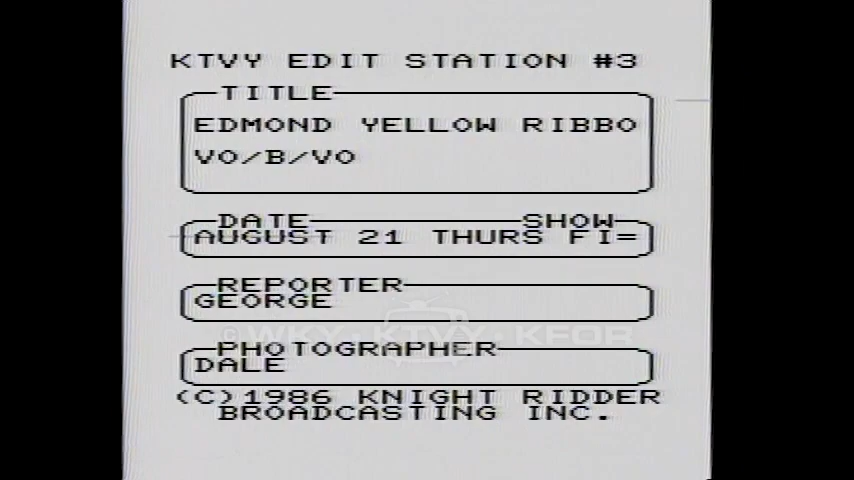 KTVY EDIT STATION #3
TITLE
EDMOND YELLOW RIBBO
VO/B/VO
DATE SHOW
AUGUST 21 THURS FI=
REPORTER
GEORGE
© WKY · KTVY · KFOR
PHOTOGRAPHER
DALE
(C)1986 KNIGHT RIDDER
BROADCASTING INC.